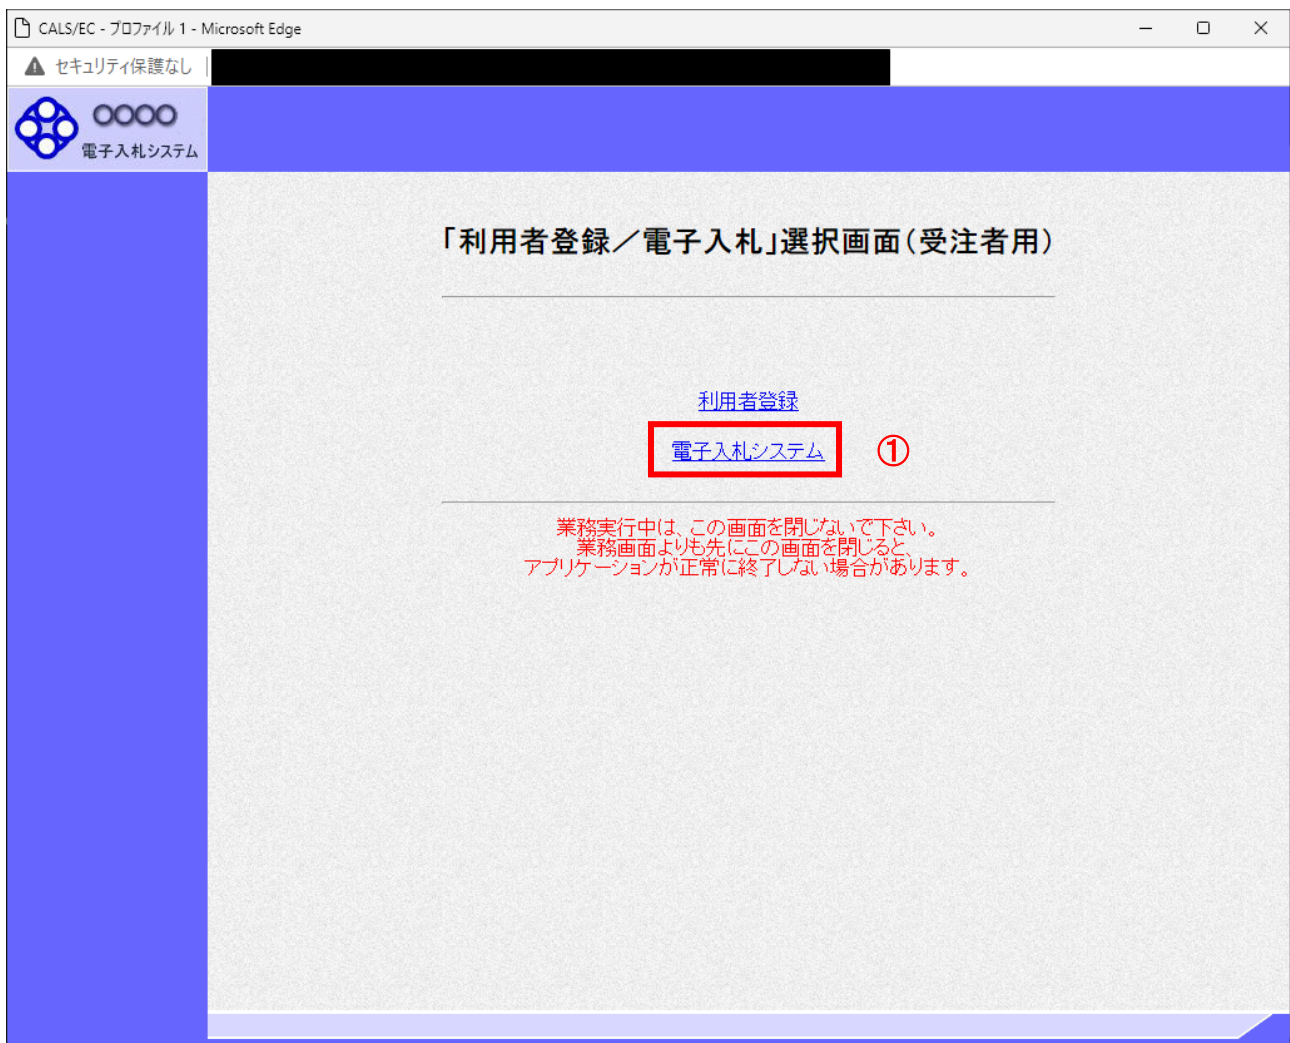 CALS/EC - プロファイル 1 - Microsoft Edge
セキュリティ保護なし
○○○○
電子入札システム
「利用者登録／電子入札」選択画面（受注者用）
利用者登録
電子入札システム ①
業務実行中は、この画面を閉じないで下さい。
業務画面よりも先にこの画面を閉じると、
アプリケーションが正常に終了しない場合があります。